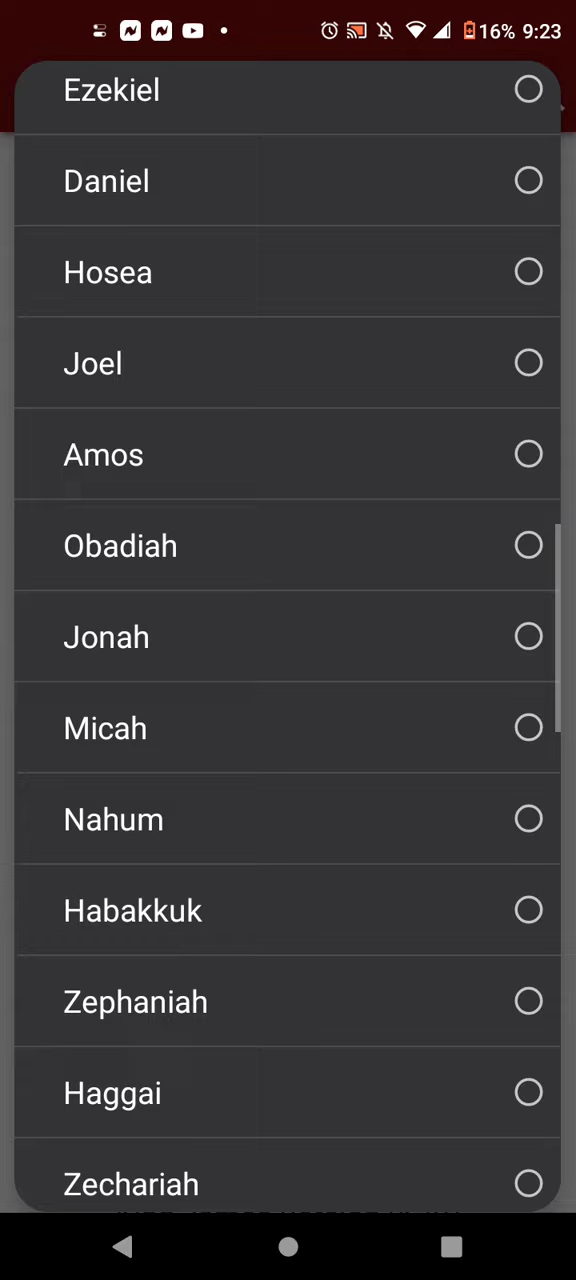 16% 9:23
Ezekiel
Daniel
Hosea
Joel
Amos
Obadiah
Jonah
Micah
Nahum
Habakkuk
Zephaniah
Haggai
Zechariah